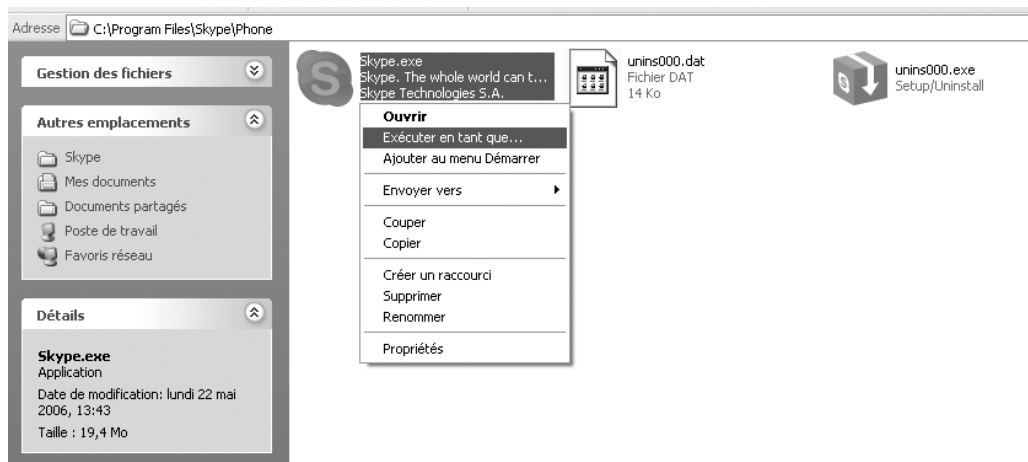 Adresse C:\Program Files\Skype\Phone
Gestion des fichiers
Autres emplacements
Skype
Mes documents
Documents partagés
Poste de travail
Favoris réseau
Détails
Skype.exe
Application
Date de modification: lundi 22 mai
2006, 13:43
Taille : 19,4 Mo
Skype.exe
Skype. The whole world can t...
Skype Technologies S.A.
unins000.dat
Fichier DAT
14 Ko
unins000.exe
Setup/Uninstall
Ouvrir
Exécuter en tant que...
Ajouter au menu Démarrer
Envoyer vers
Couper
Copier
Créer un raccourci
Supprimer
Renommer
Propriétés